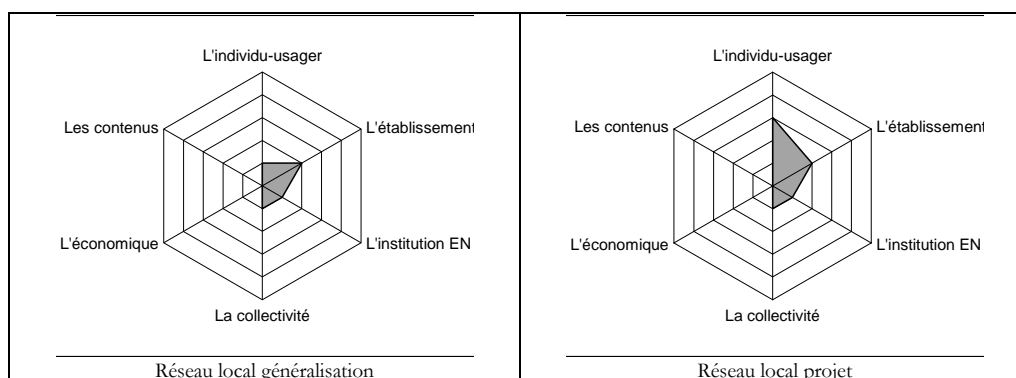 L'individu-usager
Les contenus
L'établissement
L'économique
L'institution EN
La collectivité
Réseau local généralisation
L'individu-usager
Les contenus
L'établissement
L'économique
L'institution EN
La collectivité
Réseau local projet